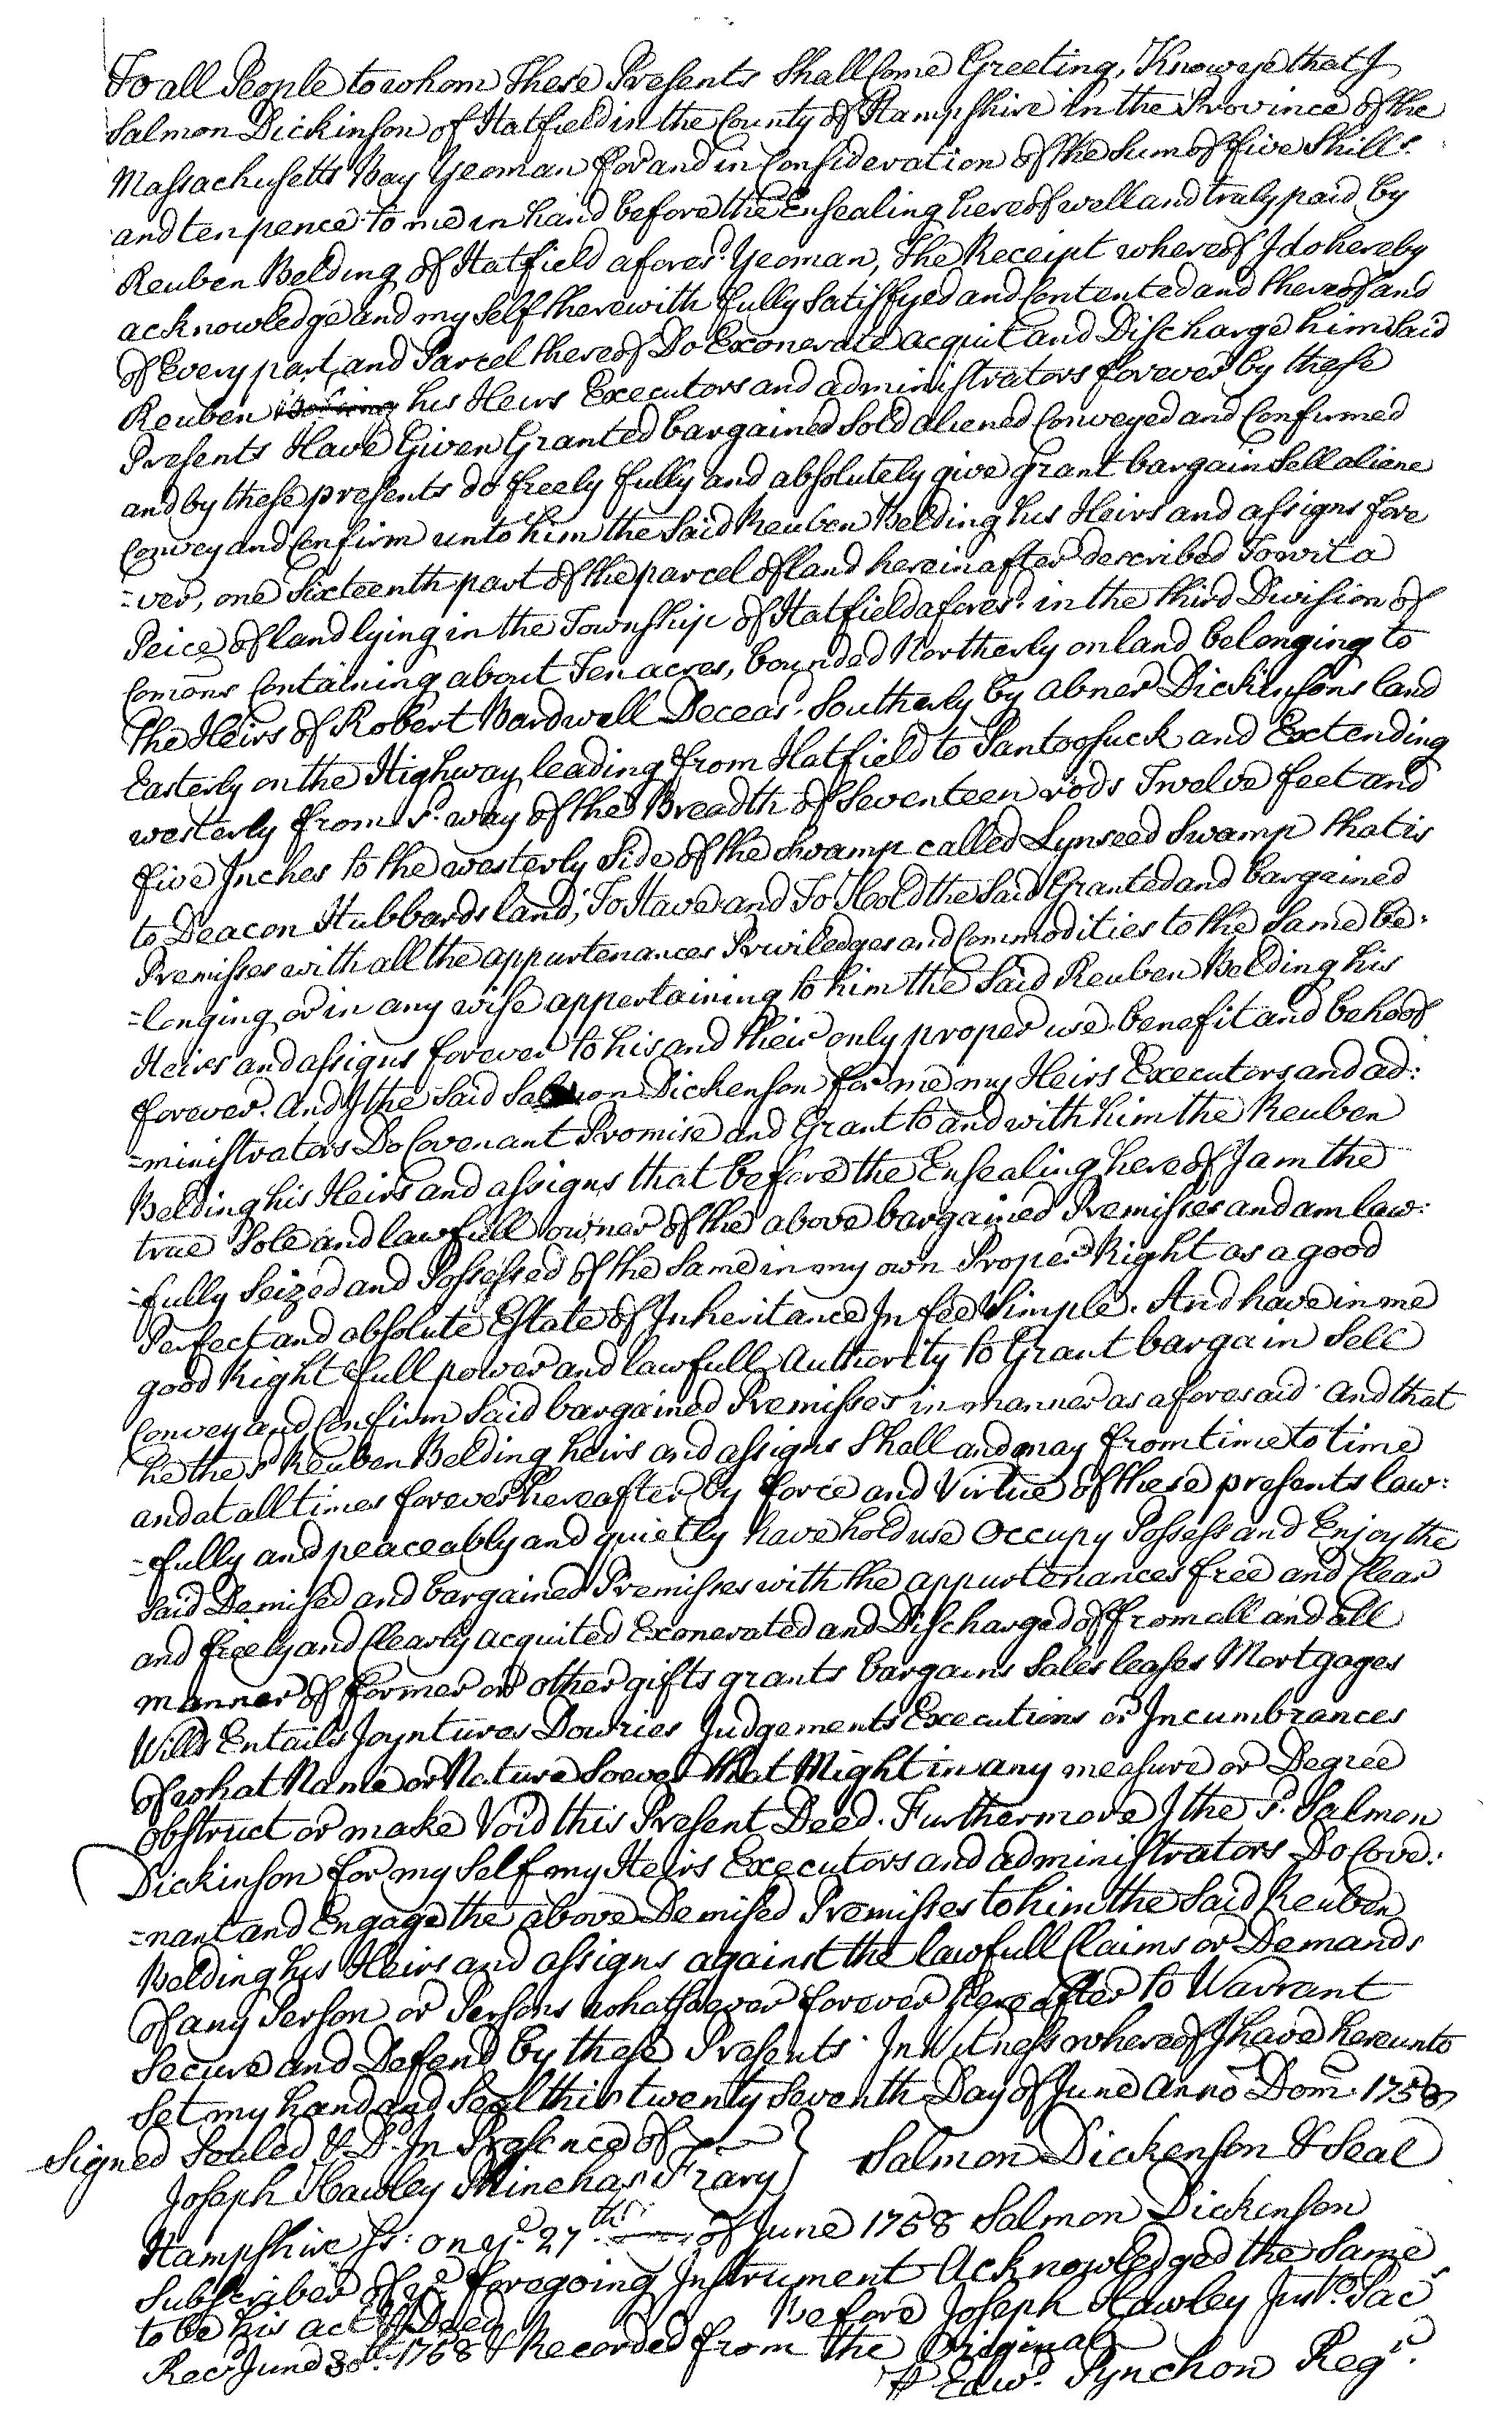 To all People to whom These Presents Shall Come Greeting, Know ye that I
Salmon Dickinson of Hatfield in the County of Hampshire in the Province of the
Massachusetts Bay Yeoman for and in Consideration of the Sum of five Shills.
and ten pence to me in hand before the Ensealing hereof well and truly paid by
Reuben Belding of Hatfield afores.d Yeoman, The Receipt whereof I do hereby
acknowledge and my self therewith fully Satisfyed and Contented and thereof and
of Every part and Parcel thereof Do Exonerate acquit and Discharge him Said
Reuben his Heirs Executors and administrators forever by these
Presents Have Given Granted bargained Sold aliened Conveyed and Confirmed
and by these presents do freely fully and absolutely give grant bargain Sell aliene
Convey and Confirm unto him the Said Reuben Belding his Heirs and assigns fore
=ver, one Sixteenth part of the parcel of land hereinafter described To wit a
Peice of land lying in the Township of Hatfield afores.d in the third Division of
Comōns Containing about Ten acres, bounded Northerly on land belonging to
The Heirs of Robert Bardwell Deceas.d Southerly by Abner Dickinsons land
Easterly on the Highway leading from Hatfield to Pantoosuck and Extending
westerly from s.d way of the Breadth of Seventeen rods Twelve feet and
five Inches to the westerly Side of the Swamp called Lynseed Swamp that is
to Deacon Hubbards land; To Have and To Hold the Said Granted and bargained
Premisses with all the appurtenances Priviledges and Commodities to the Same be:
=longing or in any wise appertaining to him the Said Reuben Belding his
Heirs and assigns forever to his and their only proper use benefit and behoof
forever. And I the Said Salmon Dickenson for me my Heirs Executors and ad:
=ministrators Do Covenant Promise and Grant to and with him the Reuben
Belding his Heirs and assigns that before the Ensealing hereof I am the
true Sole and lawfull owner of the above bargained Premisses and am law:
=fully Seized and Possessed of the Same in my own Proper Right as a good
Perfect and absolute Estate of Inheritance In fee Simple. And have in me
good Right full power and lawfull Authority to Grant bargain Sell
Convey and Confirm Said bargained Premisses in manner as aforesaid and that
he the s.d Reuben Belding heirs and assigns Shall and may from time to time
and at all times forever hereafter by force and Virtue of these presents law:
=fully and peaceably and quietly have hold use Occupy Possess and Enjoy the
Said Demised and bargained Premisses with the appurtenances free and Clear
and freely and Clearly acquited Exonerated and Discharged of from all and all
manner of former or other gifts grants bargains Sales leases Mortgages
Wills Entails Joyntures Dowries Judgements Executions or Incumbrances
of what Name or Nature Soever that Might in any measure or Degree
obstruct or make Void this Present Deed. Furthermore I the s.d Salmon
Dickinson for my Self my Heirs Executors and administrators Do Cove:
=nant and Engage the above Demised Premisses to him the Said Reuben
Belding his Heirs and assigns against the lawfull Claims or Demands
of any Person or Persons whatsoever forever Hereafter to Warrant
Secure and Defend by these Presents. In Witness whereof I have hereunto
Set my hand and Seal this twenty Seventh Day of June Anno Dom: 1758
Signed Sealed & D.d In Presence of } Salmon Dickenson & Seal
Joseph Hawley Phinehas Frary
Hampshire ss: on y.e 27th of June 1758 Salmon Dickinson
Subscriber of y.e foregoing Instrument Acknowledged the Same
to be his act & Deed Before Joseph Hawley Just. Pac.s
Rec.d June 30th 1758 & Recorded from the Original
⅌ Edw.d Pynchon Reg.r